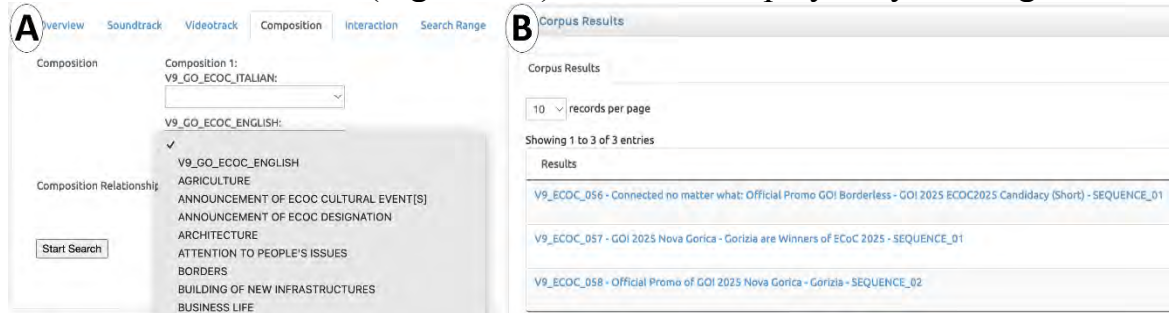 A
Overview Soundtrack Videotrack Composition Interaction Search Range
Composition
Composition 1:
V9_GO_ECOC_ITALIAN:
V9_GO_ECOC_ENGLISH:
V9_GO_ECOC_ENGLISH
AGRICULTURE
ANNOUNCEMENT OF ECOC CULTURAL EVENT[S]
ANNOUNCEMENT OF ECOC DESIGNATION
ARCHITECTURE
ATTENTION TO PEOPLE'S ISSUES
BORDERS
BUILDING OF NEW INFRASTRUCTURES
BUSINESS LIFE
Composition Relationship
Start Search
B
Corpus Results
Corpus Results
10 records per page
Showing 1 to 3 of 3 entries
Results
V9_ECOC_056 - Connected no matter what: Official Promo GO! Borderless - GO! 2025 ECOC2025 Candidacy (Short) - SEQUENCE_01
V9_ECOC_057 - GO! 2025 Nova Gorica - Gorizia are Winners of ECoC 2025 - SEQUENCE_01
V9_ECOC_058 - Official Promo of GO! 2025 Nova Gorica - Gorizia - SEQUENCE_02